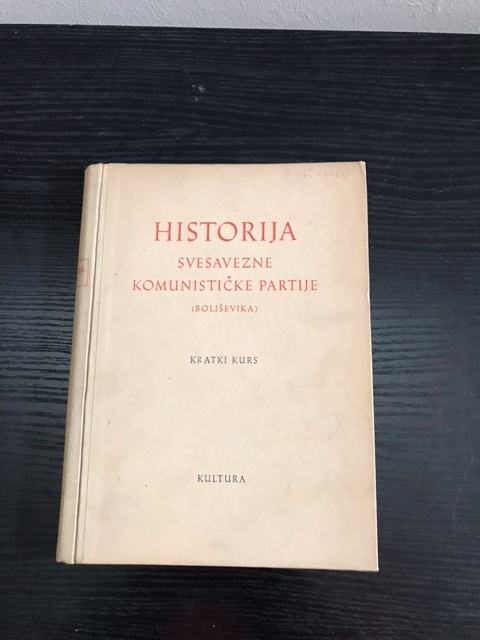 HISTORIJA
SVESAVEZNE
KOMUNISTIČKE PARTIJE
(BOLJŠEVIKA)
KRATKI KURS
KULTURA